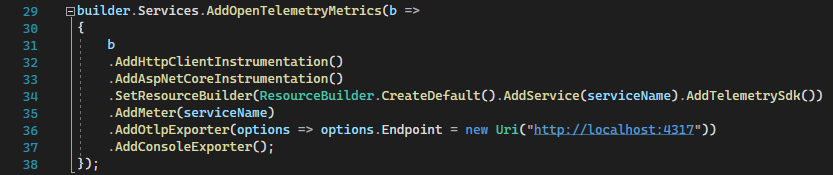 29 builder.Services.AddOpenTelemetryMetrics(b =>
30 {
31 b
32 .AddHttpClientInstrumentation()
33 .AddAspNetCoreInstrumentation()
34 .SetResourceBuilder(ResourceBuilder.CreateDefault().AddService(serviceName).AddTelemetrySdk())
35 .AddMeter(serviceName)
36 .AddOtlpExporter(options => options.Endpoint = new Uri("http://localhost:4317"))
37 .AddConsoleExporter();
38 });